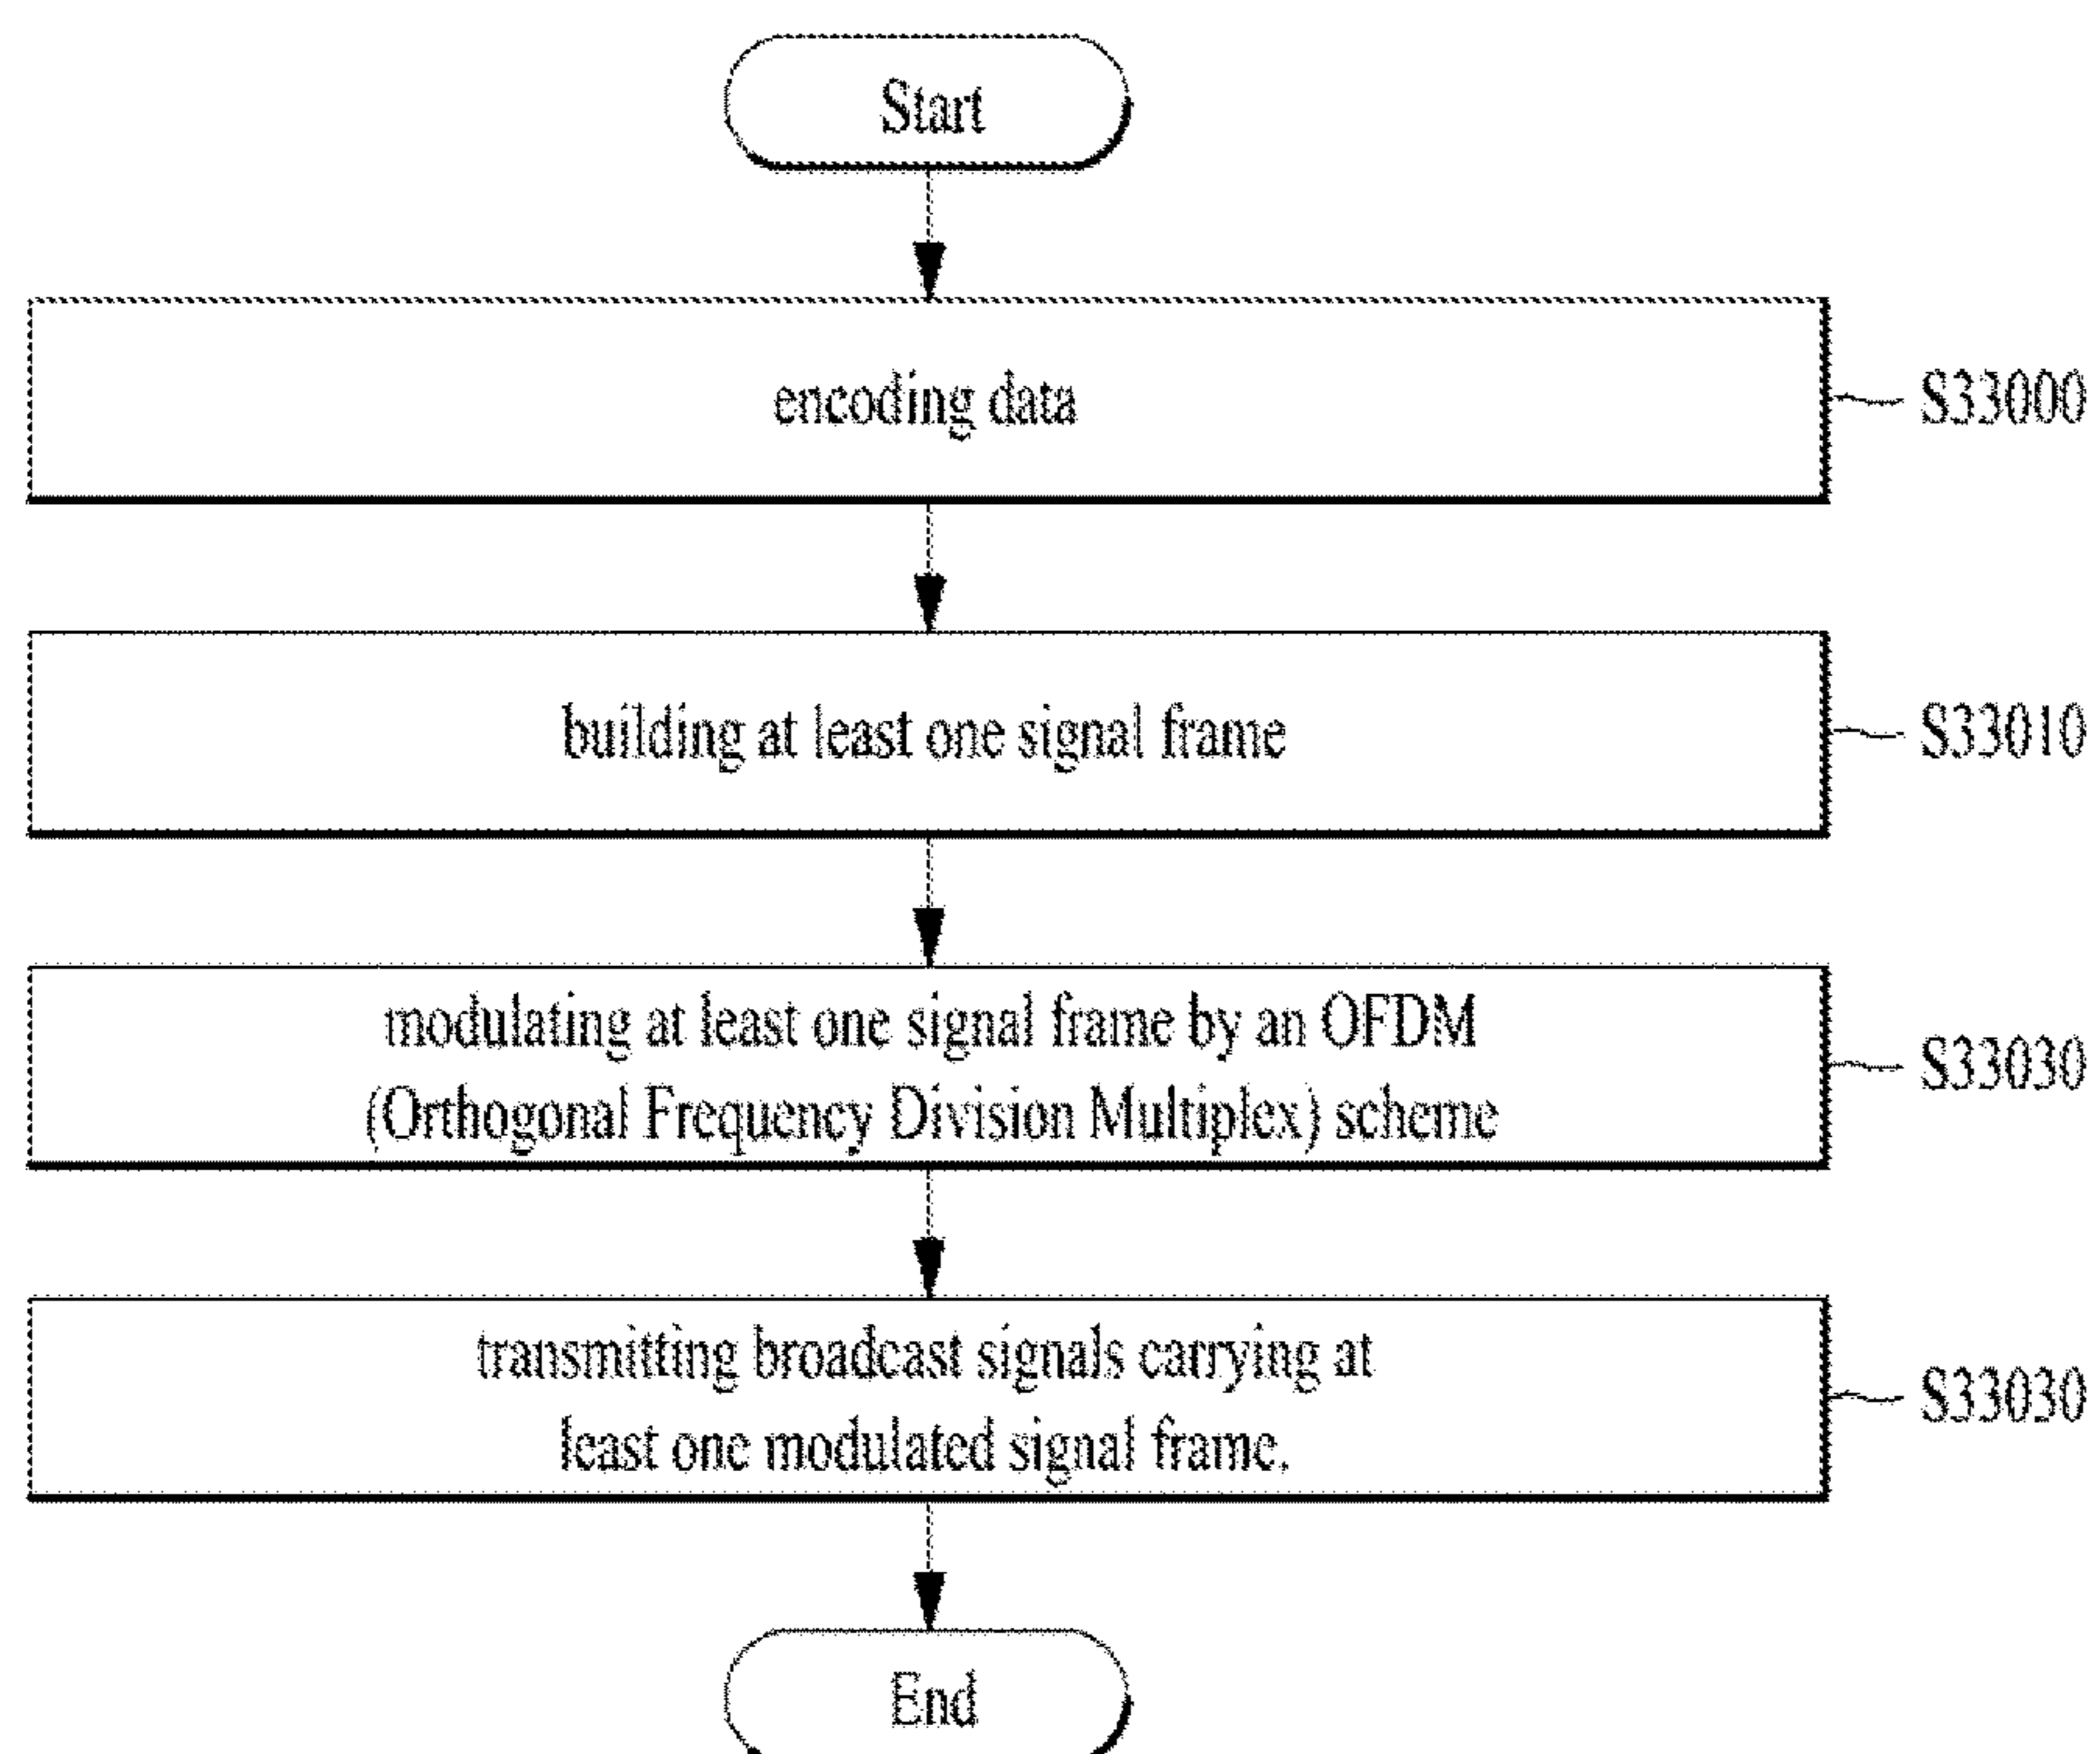 Start
encoding data
S33000
building at least one signal frame
S33010
modulating at least one signal frame by an OFDM
(Orthogonal Frequency Division Multiplex) scheme
S33030
transmitting broadcast signals carrying at
least one modulated signal frame.
S33030
End